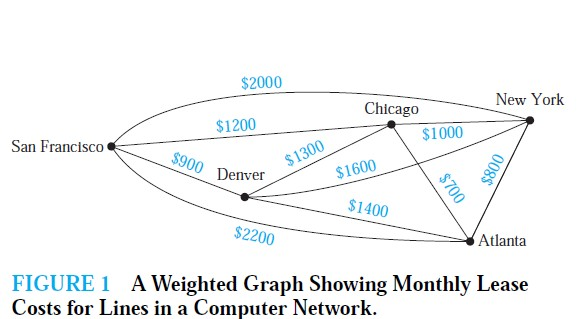 $2000
New York
Chicago
$1200
$1000
San Francisco
$900
Denver
$1300
$1600
$700
$800
$1400
$2200
Atlanta
FIGURE 1 A Weighted Graph Showing Monthly Lease
Costs for Lines in a Computer Network.